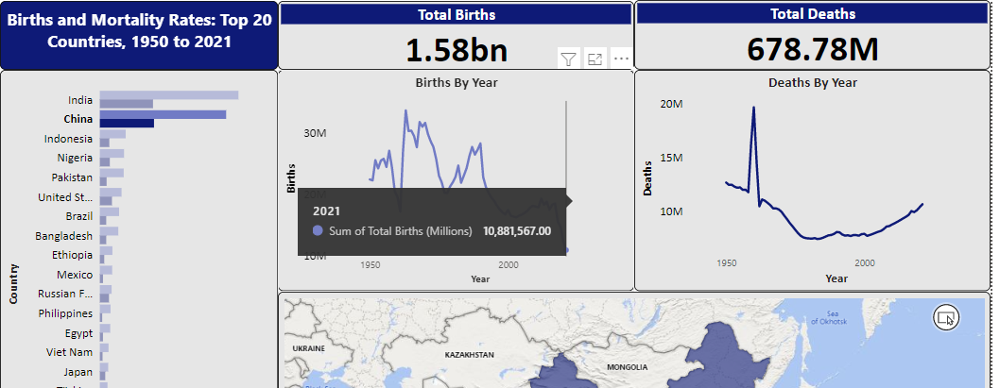 Births and Mortality Rates: Top 20
Countries, 1950 to 2021
Total Births
1.58bn
Total Deaths
678.78M
Country
India
China
Indonesia
Nigeria
Pakistan
United St...
Brazil
Bangladesh
Ethiopia
Mexico
Russian F...
Philippines
Egypt
Viet Nam
Japan
Births By Year
Births
30M
20M
10M
2021
Sum of Total Births (Millions) 10,881,567.00
1950
2000
Year
Deaths By Year
Deaths
20M
15M
10M
1950
2000
Year
UKRAINE
KAZAKHSTAN
MONGOLIA
Sea
of Okhotsk